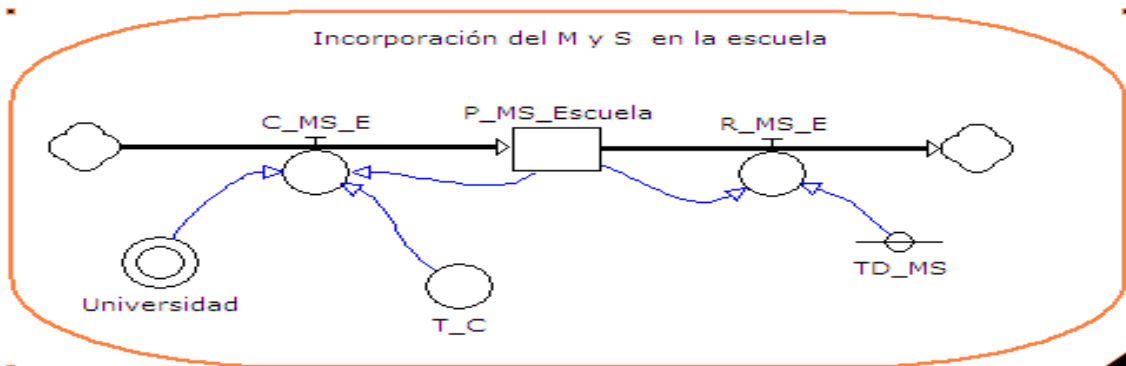 Incorporación del M y S en la escuela
C_MS_E
P_MS_Escuela
R_MS_E
Universidad
T_C
TD_MS